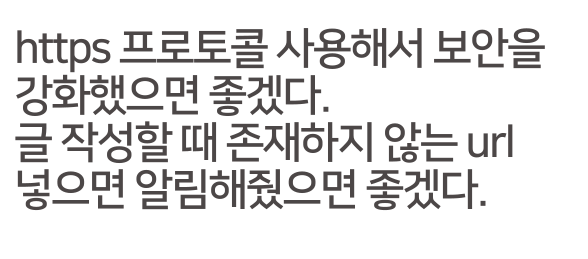 https 프로토콜 사용해서 보안을
강화했으면 좋겠다.
글 작성할 때 존재하지 않는 url
넣으면 알림해줬으면 좋겠다.